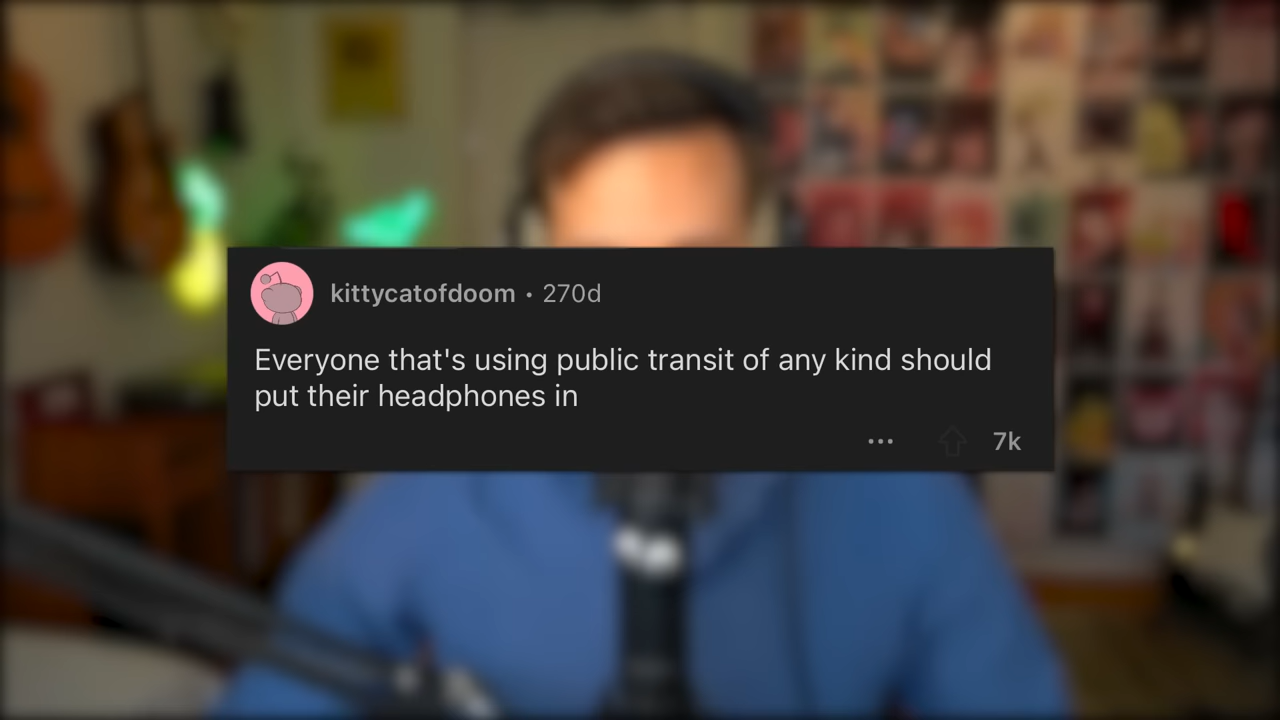 kittycatofdoom • 270d
Everyone that's using public transit of any kind should
put their headphones in
... 7k